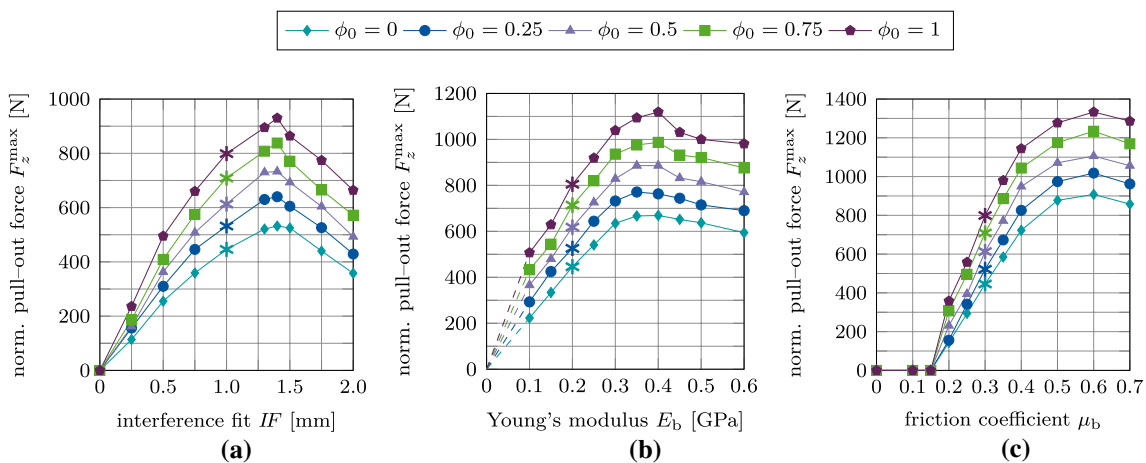 ϕ₀ = 0 ϕ₀ = 0.25 ϕ₀ = 0.5 ϕ₀ = 0.75 ϕ₀ = 1
norm. pull–out force F_z^max [N]
1000
800
600
400
200
0
0 0.5 1.0 1.5 2.0
interference fit IF [mm]
(a)
norm. pull–out force F_z^max [N]
1200
1000
800
600
400
200
0
0 0.1 0.2 0.3 0.4 0.5 0.6
Young's modulus E_b [GPa]
(b)
norm. pull–out force F_z^max [N]
1400
1200
1000
800
600
400
200
0
0 0.1 0.2 0.3 0.4 0.5 0.6 0.7
friction coefficient μ_b
(c)